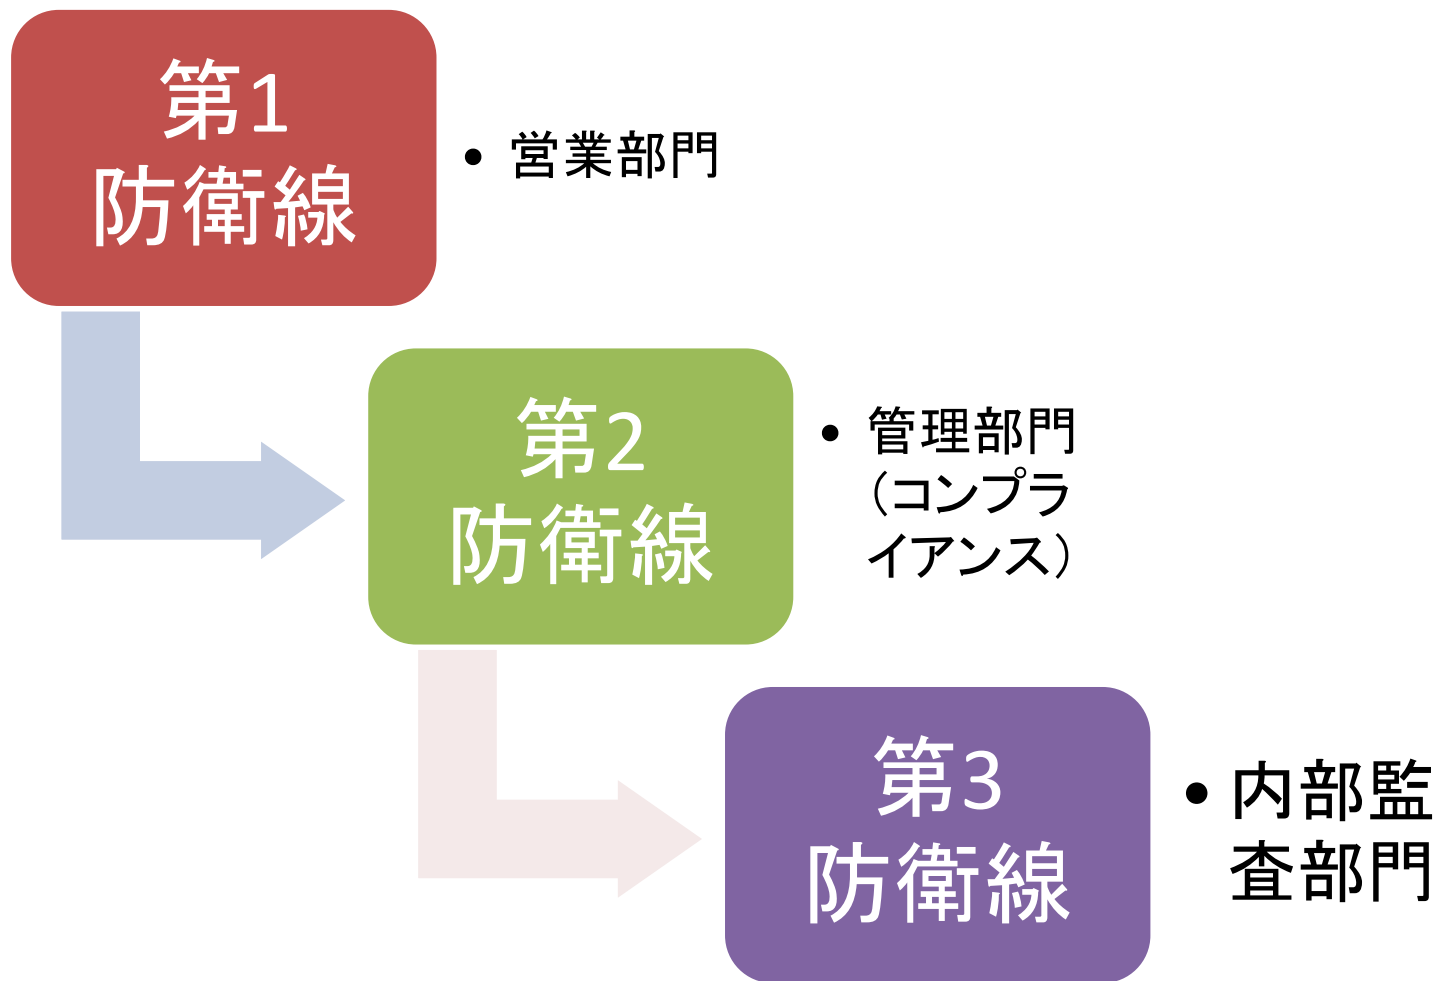 第1
防衛線
• 営業部門
第2
防衛線
• 管理部門
（コンプラ
イアンス）
第3
防衛線
• 内部監
査部門